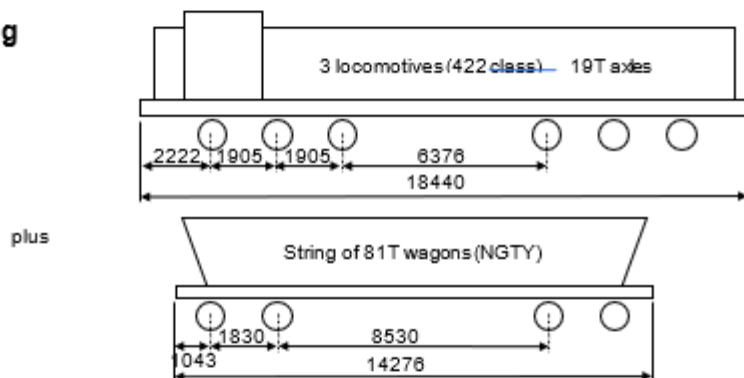 g
3 locomotives (422 class) 19T axles
2222 1905 1905 6376
18440
plus
String of 81T wagons (NGTY)
1830 8530
1043
14276